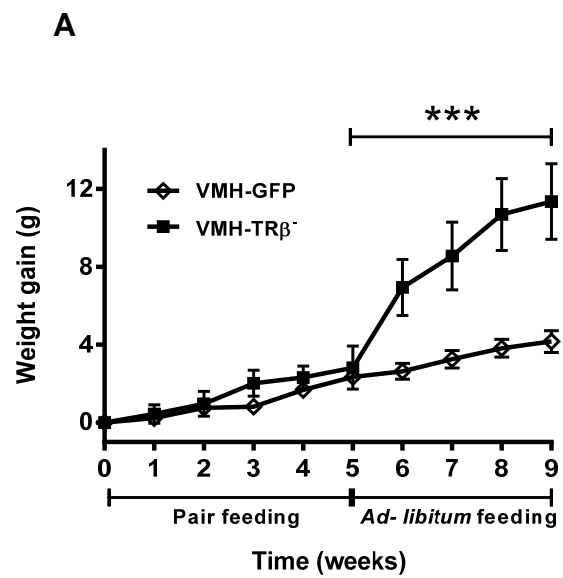 A
***
VMH-GFP
VMH-TRβ-
Weight gain (g)
12
8
4
0
0 1 2 3 4 5 6 7 8 9
Pair feeding
Ad- libitum feeding
Time (weeks)